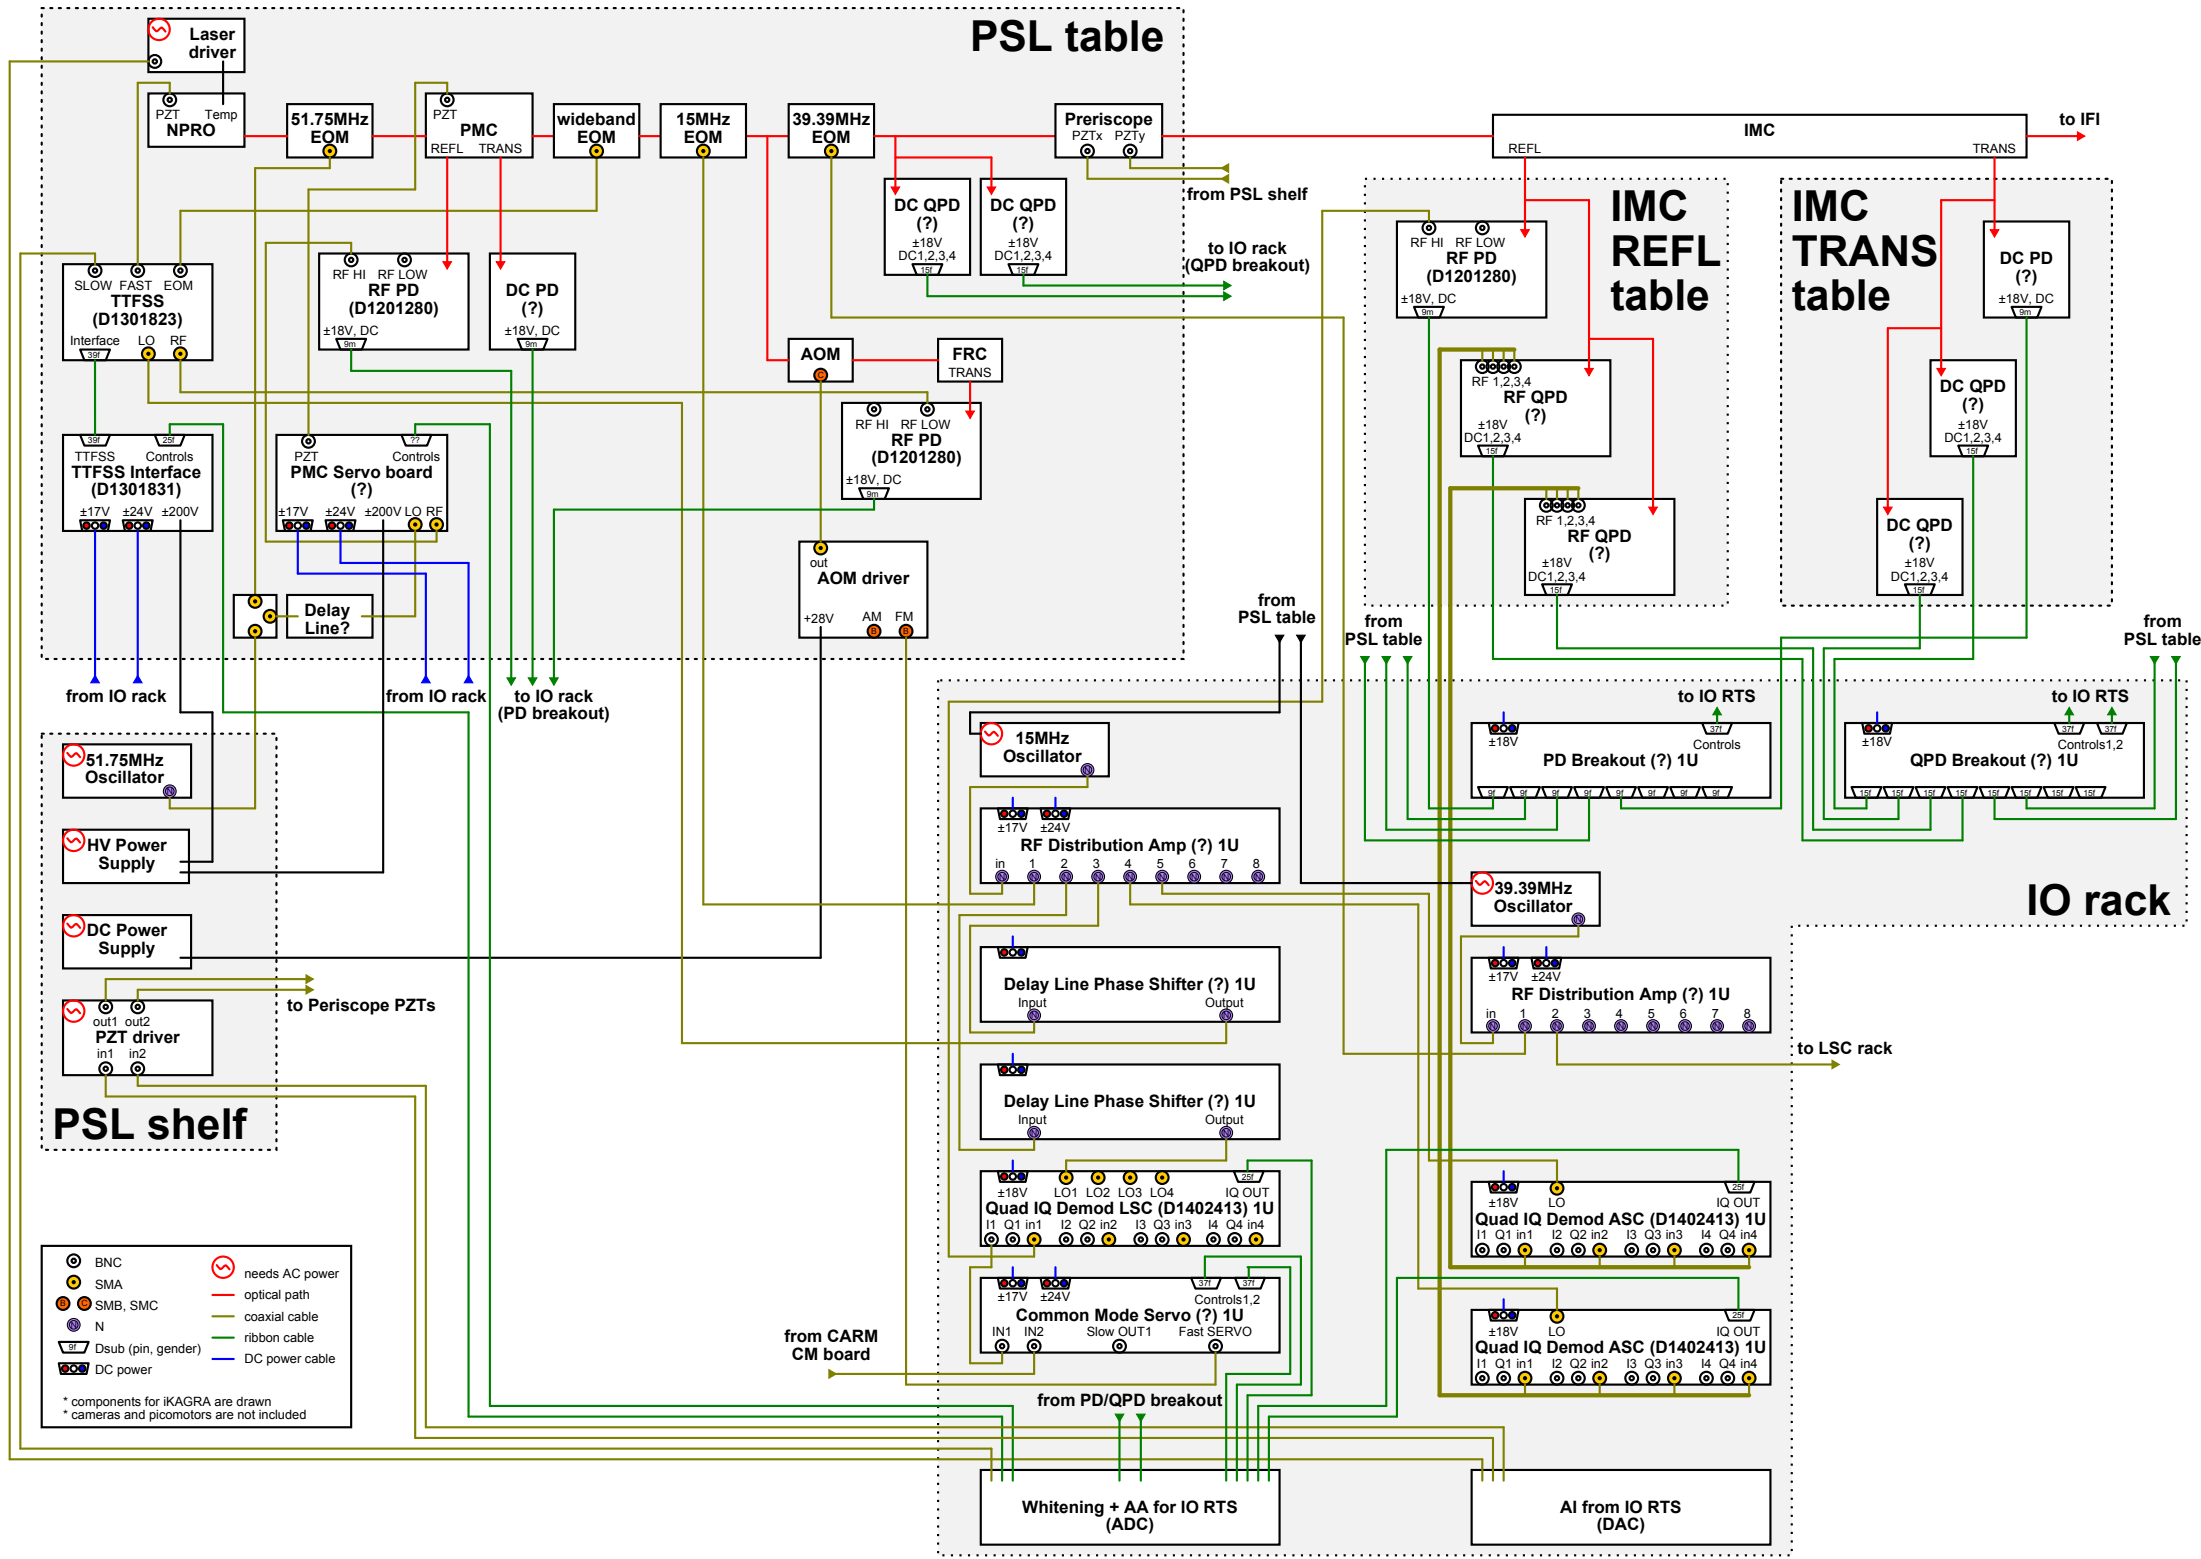 PSL table
Laser
driver
PZT Temp
NPRO
51.75MHz
EOM
PZT
PMC
REFL TRANS
wideband
EOM
15MHz
EOM
39.39MHz
EOM
Preriscope
PZTx PZTy
from PSL shelf
IMC
REFL TRANS
to IFI
DC QPD
(?)
±18V
DC1,2,3,4
15f
DC QPD
(?)
±18V
DC1,2,3,4
15f
to IO rack
(QPD breakout)
SLOW FAST EOM
TTFSS
(D1301823)
Interface LO RF
39f
RF HI RF LOW
RF PD
(D1201280)
±18V, DC
9m
DC PD
(?)
±18V, DC
9m
AOM
C
FRC
TRANS
RF HI RF LOW
RF PD
(D1201280)
±18V, DC
9m
39f 25f
TTFSS Controls
TTFSS Interface
(D1301831)
±17V ±24V ±200V
??
PZT Controls
PMC Servo board
(?)
±17V ±24V ±200V LO RF
Delay
Line?
out
AOM driver
+28V AM FM
B B
from IO rack
from IO rack
to IO rack
(PD breakout)
IMC
REFL
table
RF HI RF LOW
RF PD
(D1201280)
±18V, DC
9m
RF 1,2,3,4
RF QPD
(?)
±18V
DC1,2,3,4
15f
RF 1,2,3,4
RF QPD
(?)
±18V
DC1,2,3,4
15f
IMC
TRANS
table
DC PD
(?)
±18V, DC
9m
DC QPD
(?)
±18V
DC1,2,3,4
15f
DC QPD
(?)
±18V
DC1,2,3,4
15f
from
PSL table
from
PSL table
from
PSL table
PSL shelf
51.75MHz
Oscillator
N
HV Power
Supply
DC Power
Supply
to Periscope PZTs
out1 out2
PZT driver
in1 in2
IO rack
15MHz
Oscillator
N
±17V ±24V
RF Distribution Amp (?) 1U
in 1 2 3 4 5 6 7 8
N N N N N N N N N
Delay Line Phase Shifter (?) 1U
Input Output
N N
Delay Line Phase Shifter (?) 1U
Input Output
N N
25f
±18V LO1 LO2 LO3 LO4 IQ OUT
Quad IQ Demod LSC (D1402413) 1U
I1 Q1 in1 I2 Q2 in2 I3 Q3 in3 I4 Q4 in4
37f 37f
±17V ±24V Controls1,2
Common Mode Servo (?) 1U
IN1 IN2 Slow OUT1 Fast SERVO
from CARM
CM board
from PD/QPD breakout
Whitening + AA for IO RTS
(ADC)
to IO RTS
37f
±18V Controls
PD Breakout (?) 1U
9f 9f 9f 9f 9f 9f 9f 9f
to IO RTS
37f 37f
±18V Controls1,2
QPD Breakout (?) 1U
15f 15f 15f 15f 15f 15f 15f 15f
39.39MHz
Oscillator
N
±17V ±24V
RF Distribution Amp (?) 1U
in 1 2 3 4 5 6 7 8
N N N N N N N N N
to LSC rack
25f
±18V LO IQ OUT
Quad IQ Demod ASC (D1402413) 1U
I1 Q1 in1 I2 Q2 in2 I3 Q3 in3 I4 Q4 in4
25f
±18V LO IQ OUT
Quad IQ Demod ASC (D1402413) 1U
I1 Q1 in1 I2 Q2 in2 I3 Q3 in3 I4 Q4 in4
AI from IO RTS
(DAC)
BNC
SMA
B C SMB, SMC
N N
9f Dsub (pin, gender)
DC power
needs AC power
optical path
coaxial cable
ribbon cable
DC power cable
* components for iKAGRA are drawn
* cameras and picomotors are not included